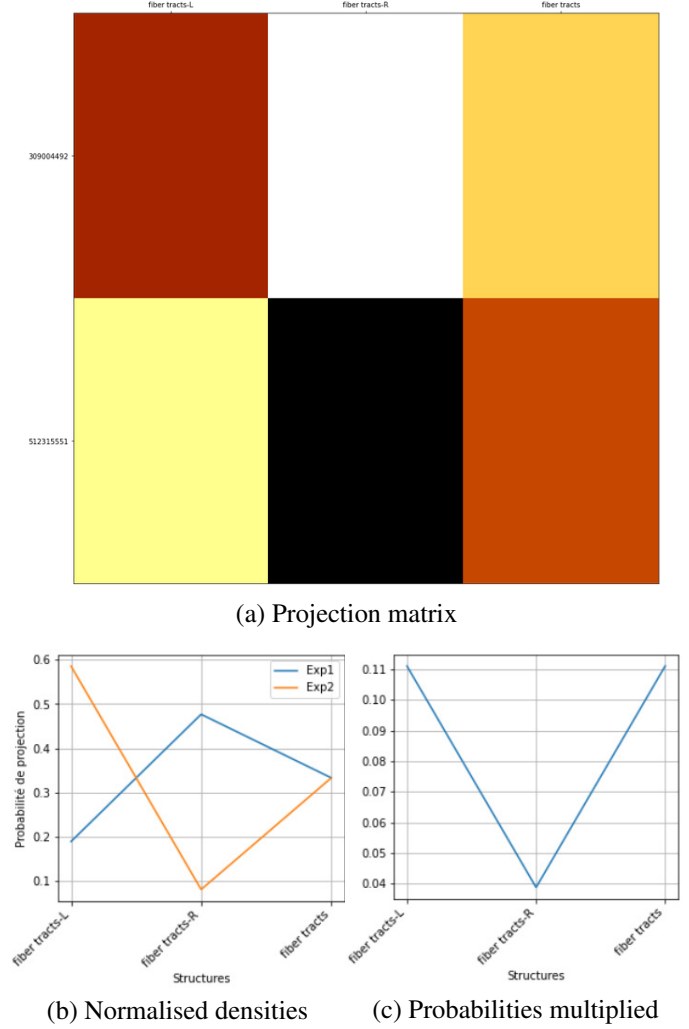 fiber tracts-L fiber tracts-R fiber tracts
309004492
512315551
(a) Projection matrix
0.6
0.5
0.4
0.3
0.2
0.1
Probabilité de projection
Exp1
Exp2
fiber tracts-L
fiber tracts-R
fiber tracts
Structures
(b) Normalised densities
0.11
0.10
0.09
0.08
0.07
0.06
0.05
0.04
fiber tracts-L
fiber tracts-R
fiber tracts
Structures
(c) Probabilities multiplied